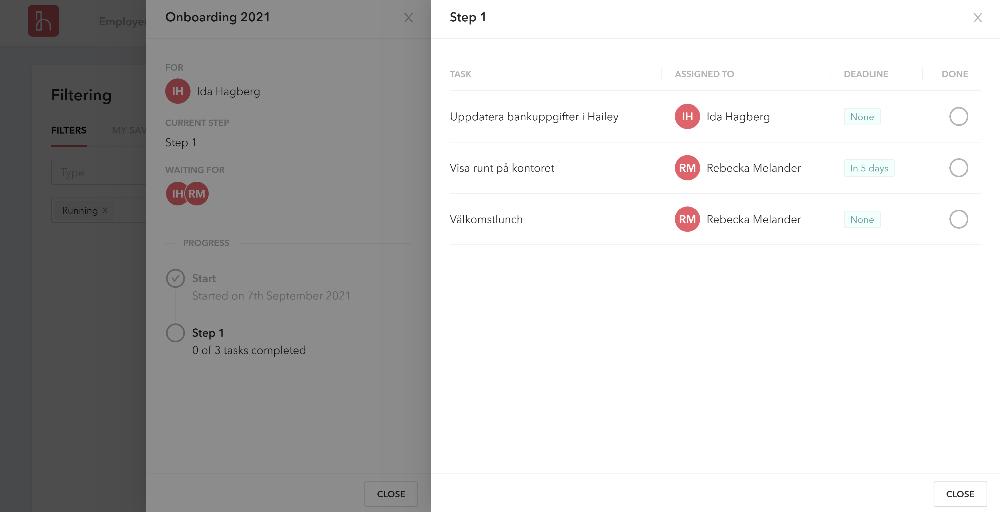 Employee
Filtering
FILTERS MY SAV
Type
Running X
Onboarding 2021 X
FOR
IH Ida Hagberg
CURRENT STEP
Step 1
WAITING FOR
IH RM
PROGRESS
Start
Started on 7th September 2021
Step 1
0 of 3 tasks completed
CLOSE
Step 1 X
TASK ASSIGNED TO DEADLINE DONE
Uppdatera bankuppgifter i Hailey IH Ida Hagberg None
Visa runt på kontoret RM Rebecka Melander In 5 days
Välkomstlunch RM Rebecka Melander None
CLOSE